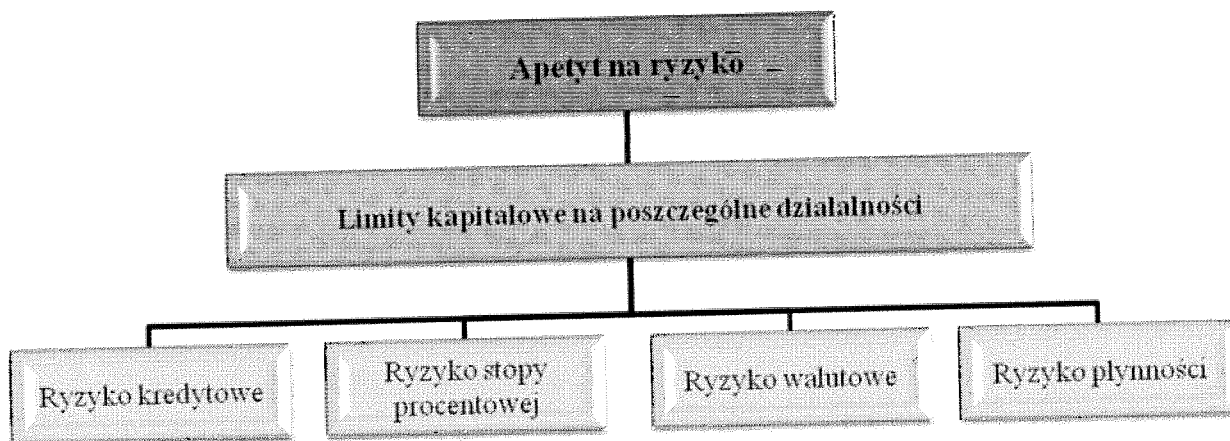 Apetyt na ryzyko
Limity kapitałowe na poszczególne działalności
Ryzyko kredytowe
Ryzyko stopy
procentowej
Ryzyko walutowe
Ryzyko płynności